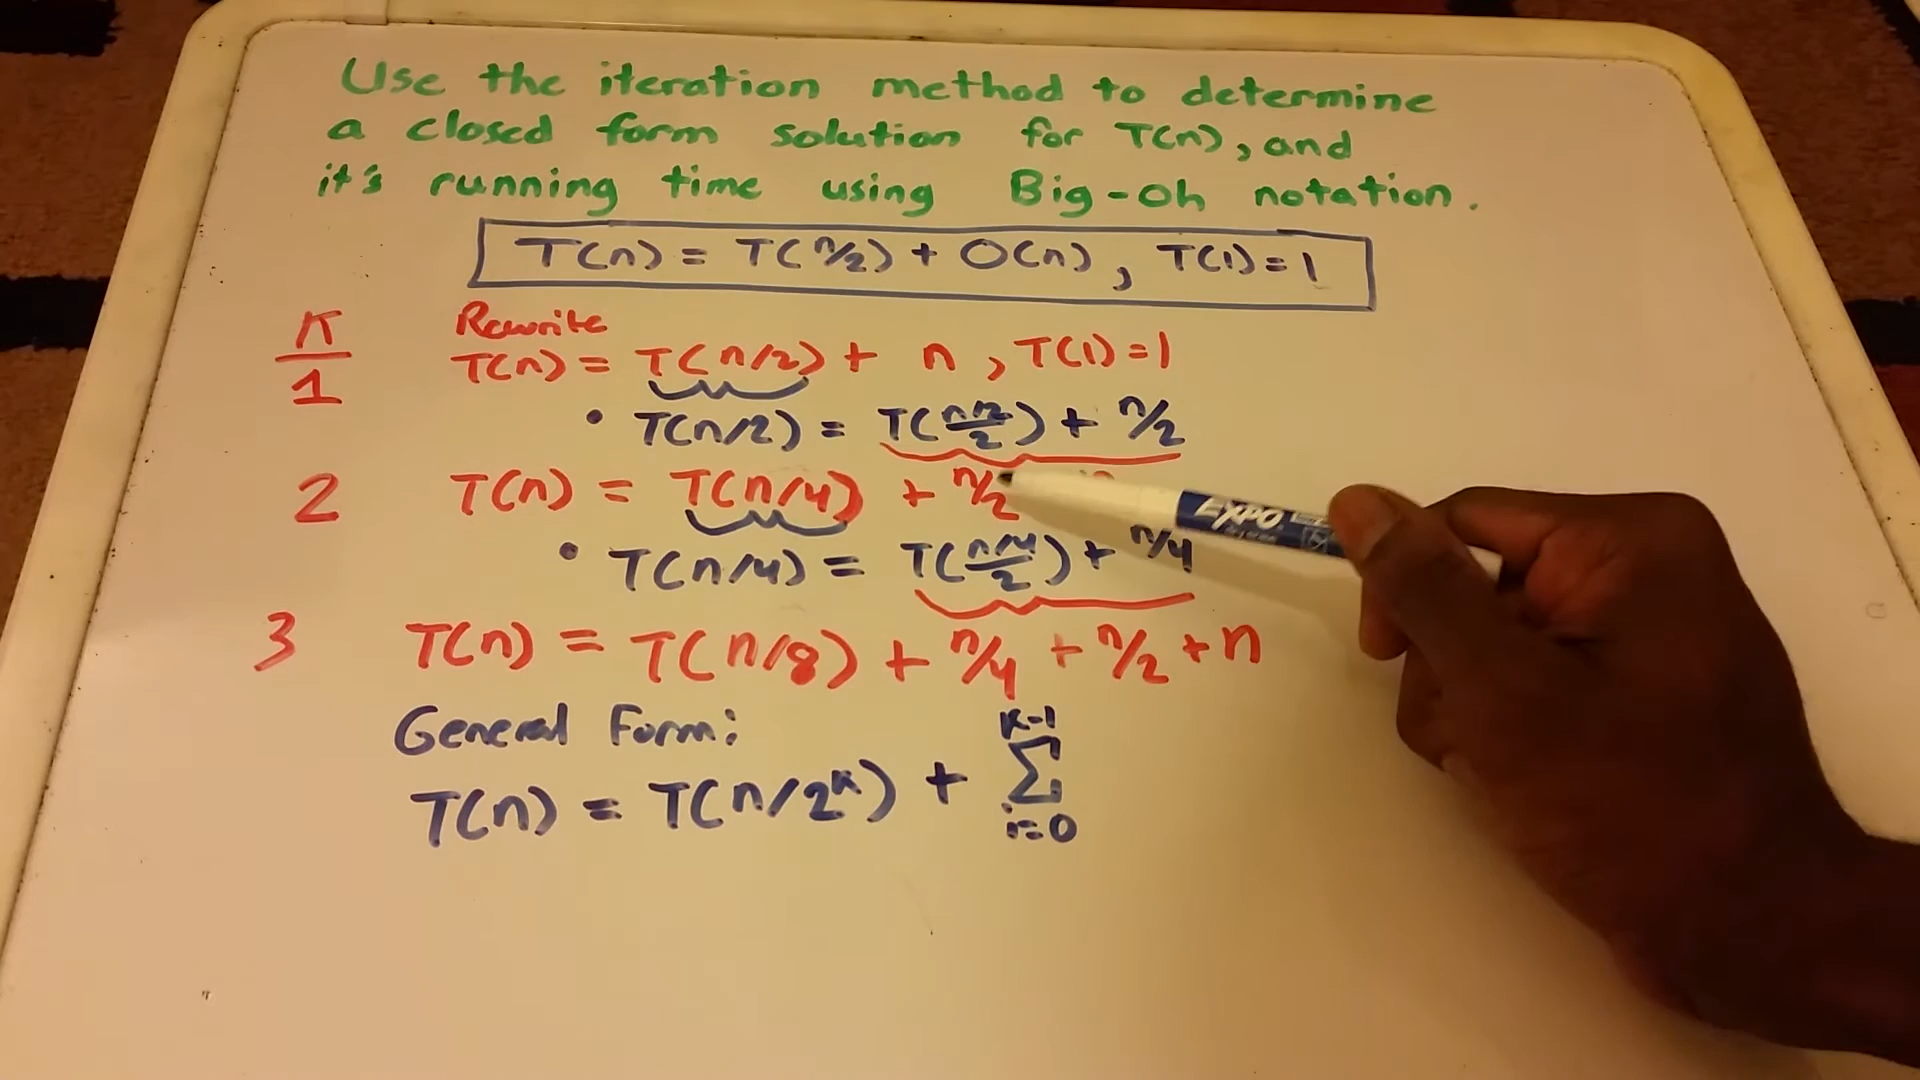 Use the iteration method to determine
a closed form solution for T(n), and
it's running time using Big-Oh notation.
T(n) = T(n/2) + O(n), T(1)=1
K Rewrite
1 T(n) = T(n/2) + n, T(1)=1
• T(n/2) = T((n/2)/2) + n/2
2 T(n) = T(n/4) + n/2
EXPO
• T(n/4) = T((n/4)/2) + n/4
3 T(n) = T(n/8) + n/4 + n/2 + n
General Form:
T(n) = T(n/2^k) + Σ_{i=0}^{k-1}